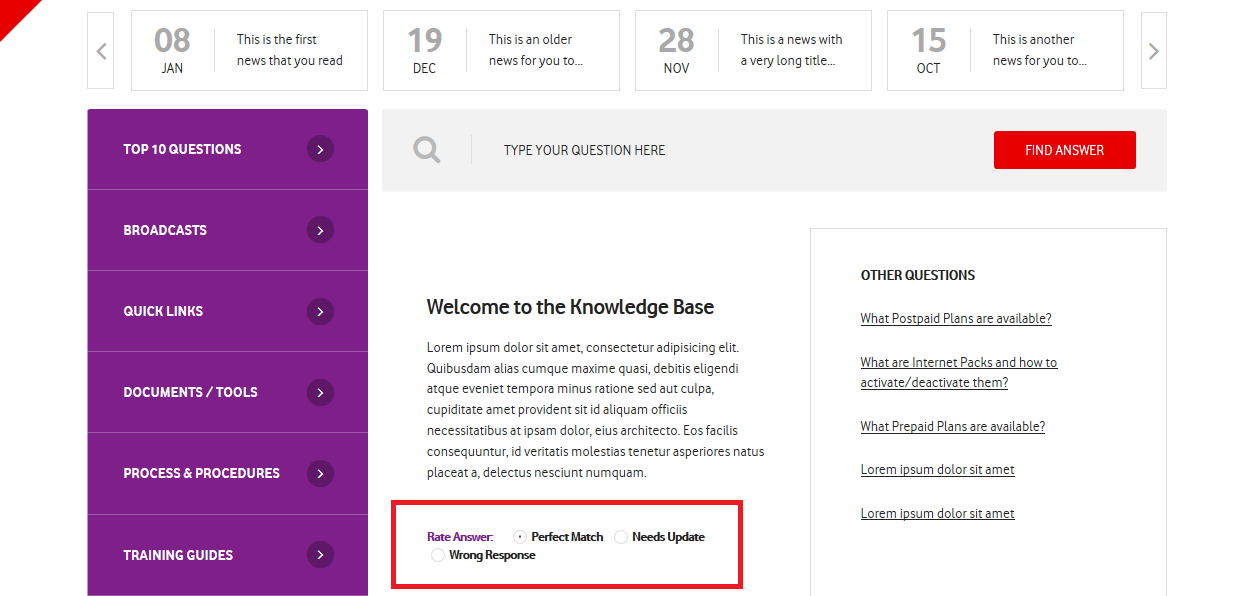 08
JAN
This is the first
news that you read
19
DEC
This is an older
news for you to...
28
NOV
This is a news with
a very long title...
15
OCT
This is another
news for you to...
TOP 10 QUESTIONS
BROADCASTS
QUICK LINKS
DOCUMENTS / TOOLS
PROCESS & PROCEDURES
TRAINING GUIDES
TYPE YOUR QUESTION HERE
FIND ANSWER
Welcome to the Knowledge Base
Lorem ipsum dolor sit amet, consectetur adipisicing elit.
Quibusdam alias cumque maxime quasi, debitis eligendi
atque eveniet tempora minus ratione sed aut culpa,
cupiditate amet provident sit id aliquam officiis
necessitatibus at ipsam dolor, eius architecto. Eos facilis
consequuntur, id veritatis molestias tenetur asperiores natus
placeat a, delectus nesciunt numquam.
Rate Answer: Perfect Match Needs Update
Wrong Response
OTHER QUESTIONS
What Postpaid Plans are available?
What are Internet Packs and how to
activate/deactivate them?
What Prepaid Plans are available?
Lorem ipsum dolor sit amet
Lorem ipsum dolor sit amet